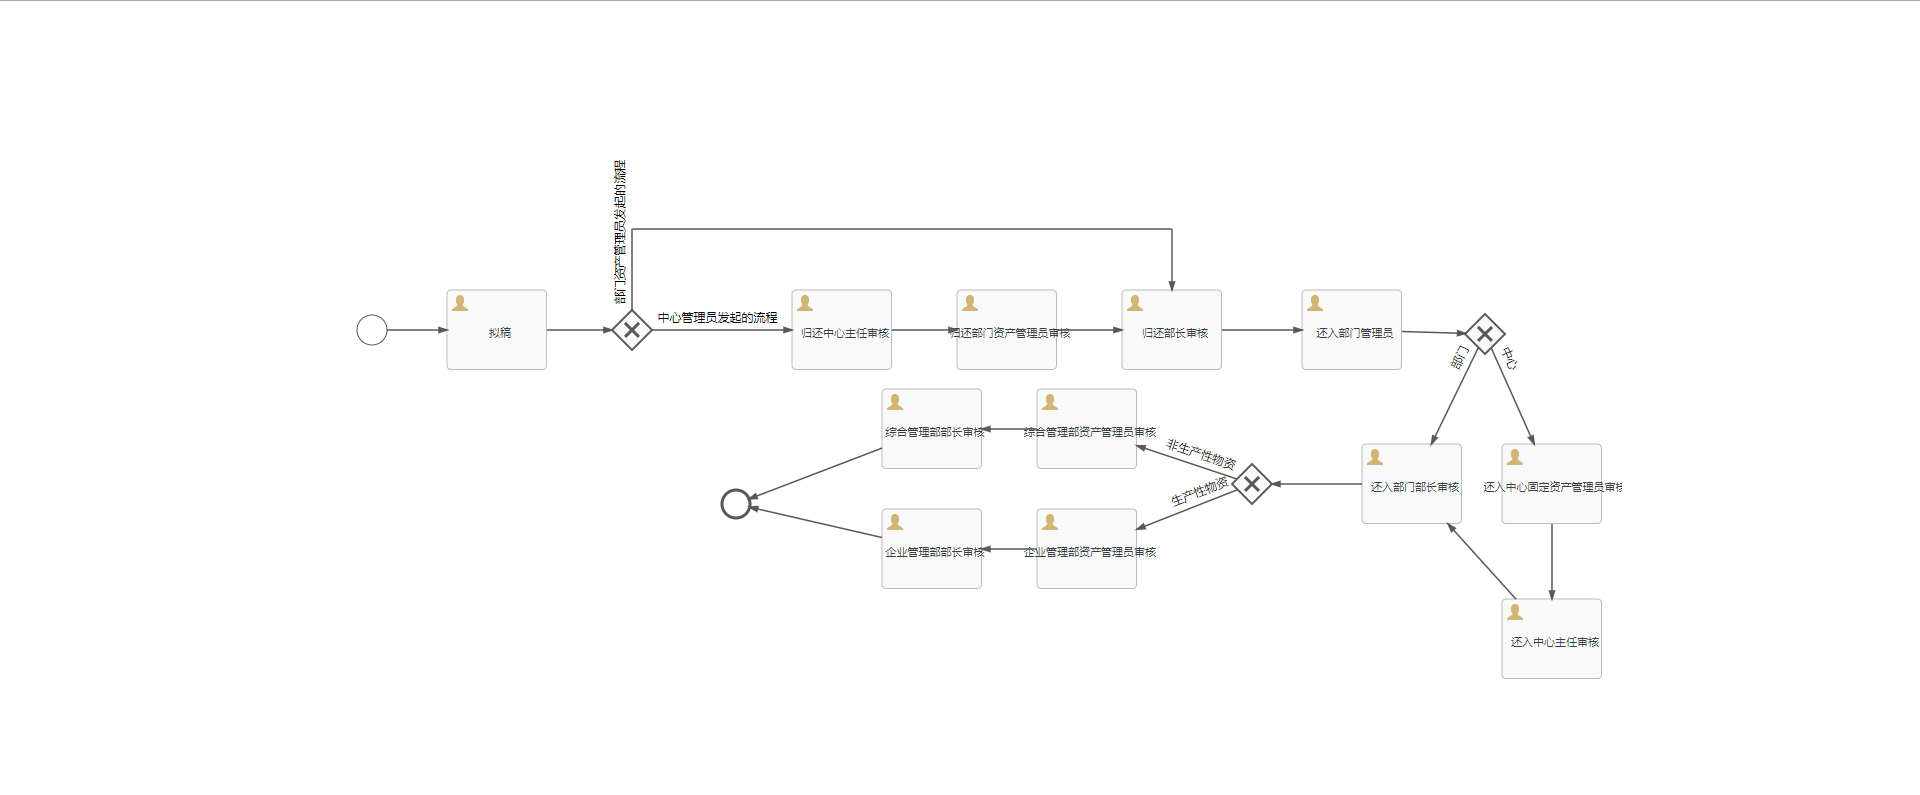 部门资产管理员发起的流程
中心管理员发起的流程
拟稿
归还中心主任审核
归还部门资产管理员审核
归还部长审核
还入部门管理员
部门
中心
综合管理部部长审核
综合管理部资产管理员审核
非生产性物资
生产性物资
还入部门部长审核
还入中心固定资产管理员审核
企业管理部部长审核
企业管理部资产管理员审核
还入中心主任审核